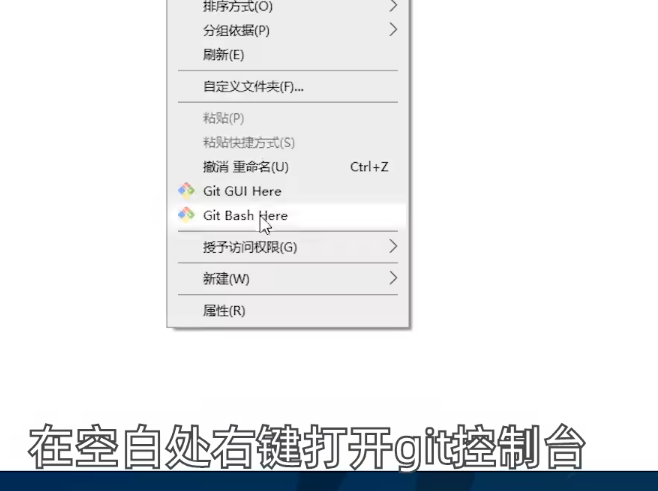 排序方式(O)
分组依据(P)
刷新(E)
自定义文件夹(F)...
粘贴(P)
粘贴快捷方式(S)
撤消 重命名(U) Ctrl+Z
Git GUI Here
Git Bash Here
授予访问权限(G)
新建(W)
属性(R)
在空白处右键打开git控制台